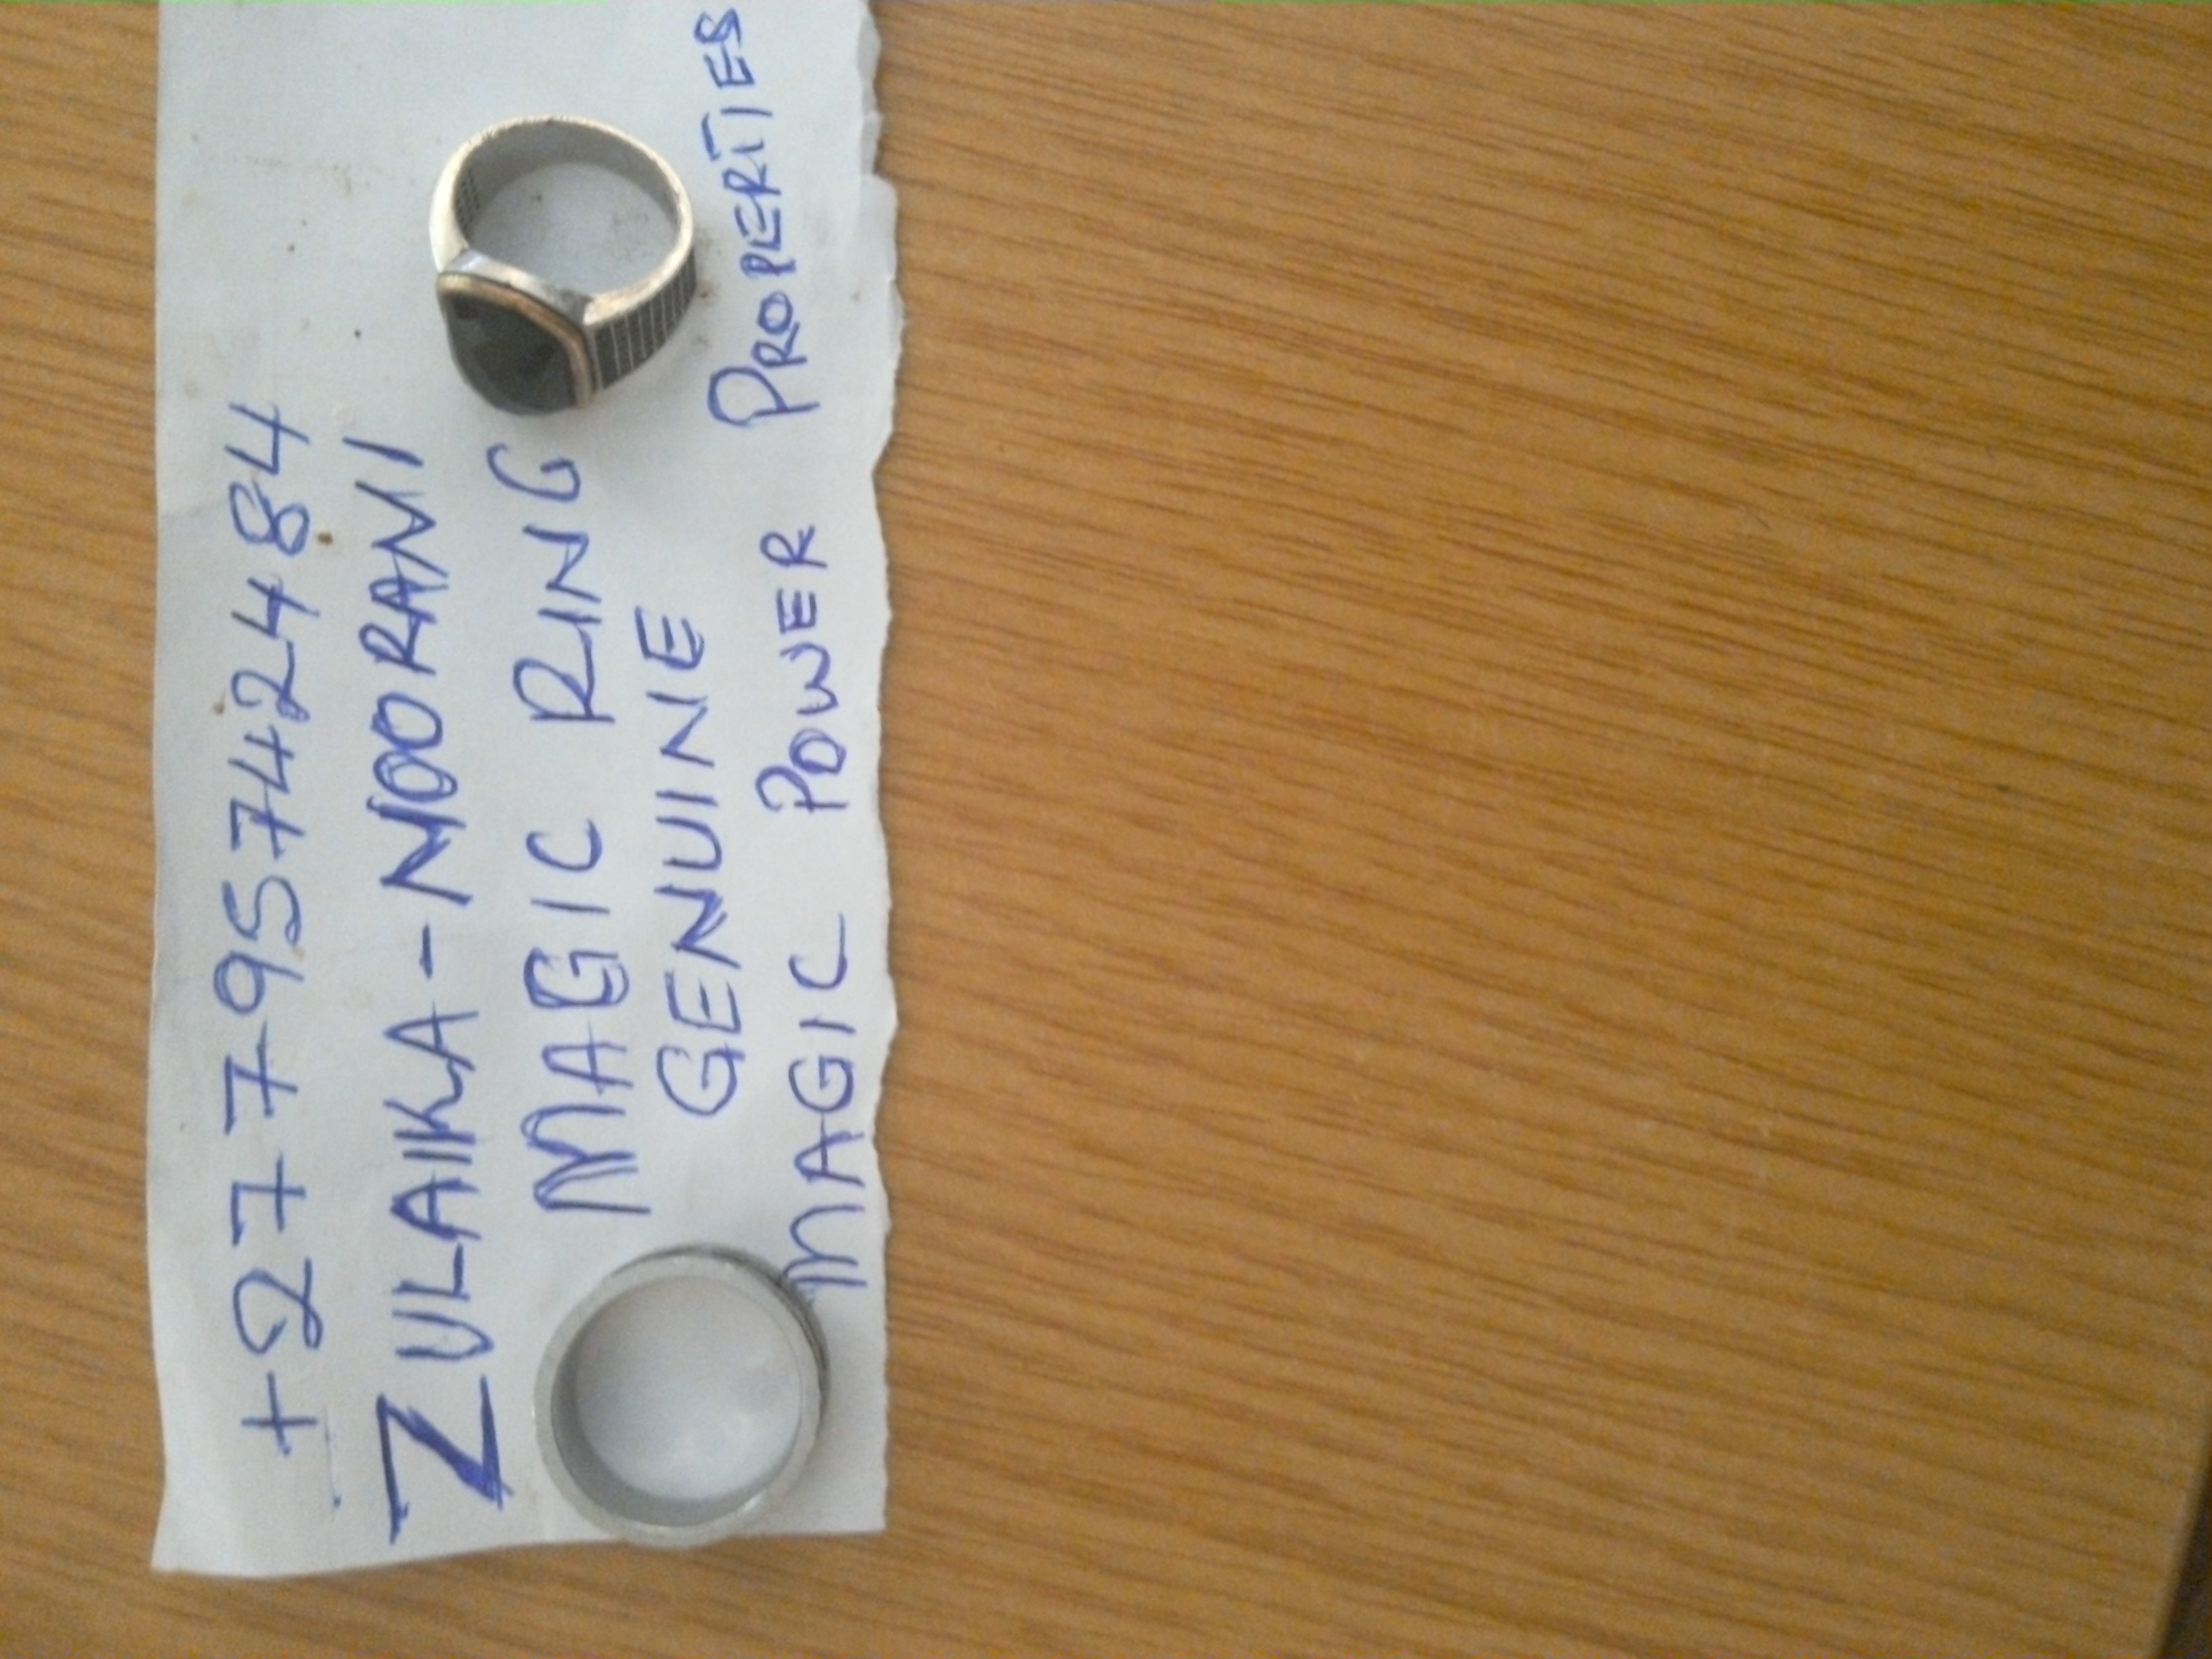 +27795742484
ZULAIKA-NOORANI
MAGIC RING
GENUINE
MAGIC POWER PROPERTIES